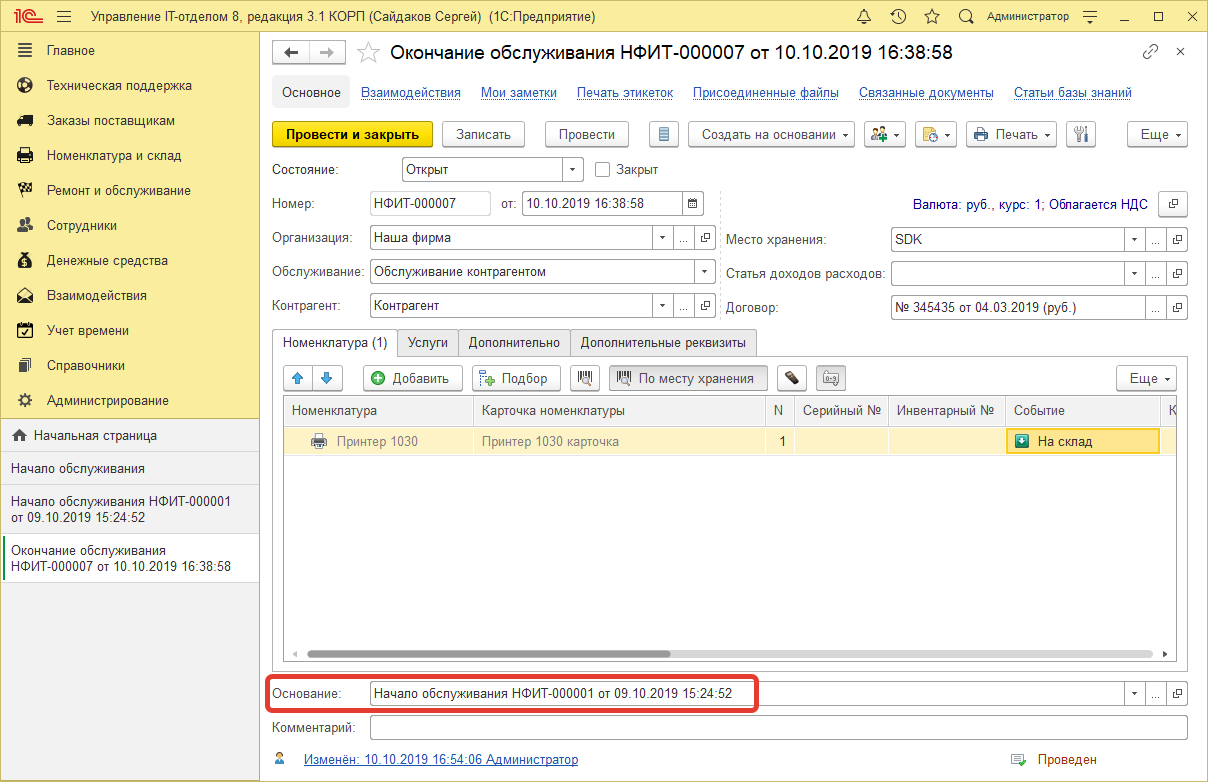 Управление IT-отделом 8, редакция 3.1 КОРП (Сайдаков Сергей) (1С:Предприятие)
Администратор
Главное
Техническая поддержка
Заказы поставщикам
Номенклатура и склад
Ремонт и обслуживание
Сотрудники
Денежные средства
Взаимодействия
Учет времени
Справочники
Администрирование
Начальная страница
Начало обслуживания
Начало обслуживания НФИТ-000001
от 09.10.2019 15:24:52
Окончание обслуживания
НФИТ-000007 от 10.10.2019 16:38:58
Окончание обслуживания НФИТ-000007 от 10.10.2019 16:38:58
Основное Взаимодействия Мои заметки Печать этикеток Присоединенные файлы Связанные документы Статьи базы знаний
Провести и закрыть Записать Провести Создать на основании Печать Еще
Состояние: Открыт Закрыт
Номер: НФИТ-000007 от: 10.10.2019 16:38:58 Валюта: руб., курс: 1; Облагается НДС
Организация: Наша фирма ... Место хранения: SDK ...
Обслуживание: Обслуживание контрагентом Статья доходов расходов: ...
Контрагент: Контрагент ... Договор: № 345435 от 04.03.2019 (руб.) ...
Номенклатура (1) Услуги Дополнительно Дополнительные реквизиты
Добавить Подбор По месту хранения Еще
Номенклатура Карточка номенклатуры N Серийный № Инвентарный № Событие К
Принтер 1030 Принтер 1030 карточка 1 На склад
Основание: Начало обслуживания НФИТ-000001 от 09.10.2019 15:24:52 ...
Комментарий:
Изменён: 10.10.2019 16:54:06 Администратор Проведен